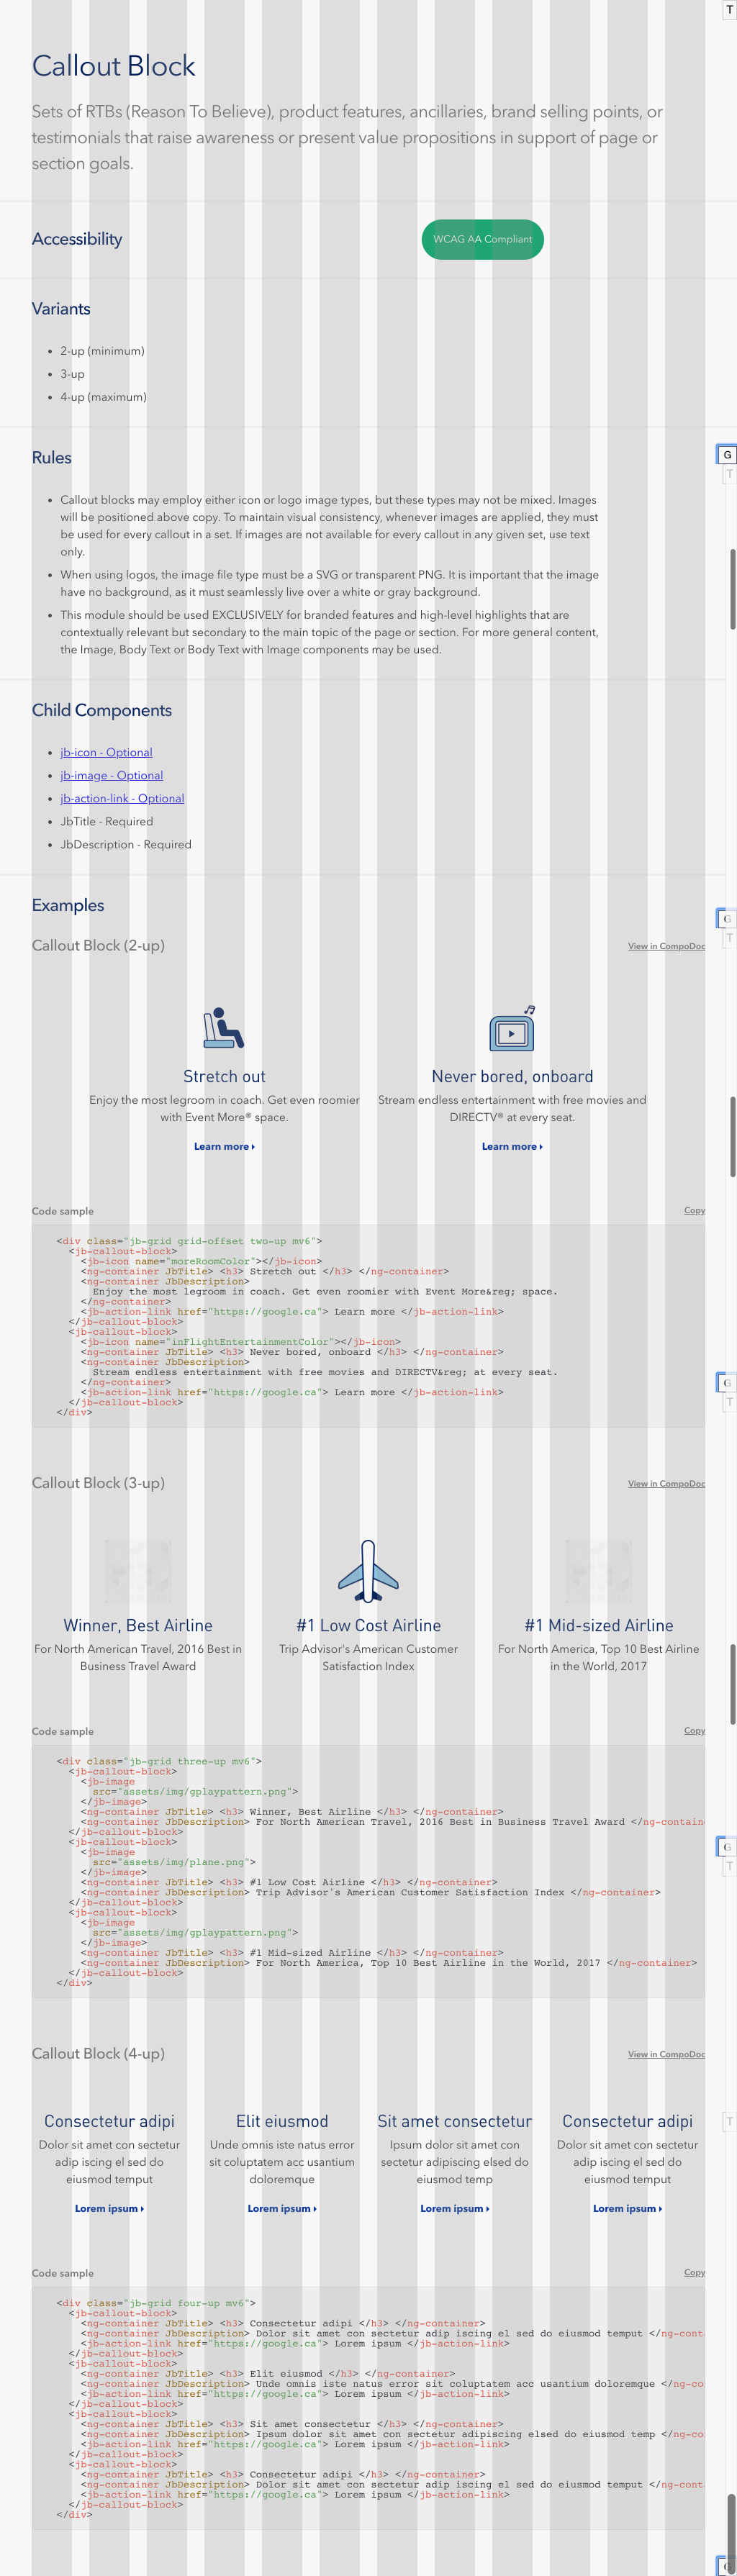 T
Callout Block
Sets of RTBs (Reason To Believe), product features, ancillaries, brand selling points, or
testimonials that raise awareness or present value propositions in support of page or
section goals.
Accessibility
WCAG AA Compliant
Variants
• 2-up (minimum)
• 3-up
• 4-up (maximum)
Rules
G
T
• Callout blocks may employ either icon or logo image types, but these types may not be mixed. Images
will be positioned above copy. To maintain visual consistency, whenever images are applied, they must
be used for every callout in a set. If images are not available for every callout in any given set, use text
only.
• When using logos, the image file type must be a SVG or transparent PNG. It is important that the image
have no background, as it must seamlessly live over a white or gray background.
• This module should be used EXCLUSIVELY for branded features and high-level highlights that are
contextually relevant but secondary to the main topic of the page or section. For more general content,
the Image, Body Text or Body Text with Image components may be used.
Child Components
• jb-icon - Optional
• jb-image - Optional
• jb-action-link - Optional
• JbTitle - Required
• JbDescription - Required
Examples
G
T
Callout Block (2-up)
View in CompoDoc
Stretch out
Enjoy the most legroom in coach. Get even roomier
with Event More® space.
Learn more
Never bored, onboard
Stream endless entertainment with free movies and
DIRECTV® at every seat.
Learn more
Code sample
Copy
<div class="jb-grid grid-offset two-up mv6">
<jb-callout-block>
<jb-icon name="moreRoomColor"></jb-icon>
<ng-container JbTitle> <h3> Stretch out </h3> </ng-container>
<ng-container JbDescription>
Enjoy the most legroom in coach. Get even roomier with Event More&reg; space.
</ng-container>
<jb-action-link href="https://google.ca"> Learn more </jb-action-link>
</jb-callout-block>
<jb-callout-block>
<jb-icon name="inFlightEntertainmentColor"></jb-icon>
<ng-container JbTitle> <h3> Never bored, onboard </h3> </ng-container>
<ng-container JbDescription>
Stream endless entertainment with free movies and DIRECTV&reg; at every seat.
</ng-container>
<jb-action-link href="https://google.ca"> Learn more </jb-action-link>
</jb-callout-block>
</div>
G
T
Callout Block (3-up)
View in CompoDoc
Winner, Best Airline
For North American Travel, 2016 Best in
Business Travel Award
#1 Low Cost Airline
Trip Advisor's American Customer
Satisfaction Index
#1 Mid-sized Airline
For North America, Top 10 Best Airline
in the World, 2017
Code sample
Copy
<div class="jb-grid three-up mv6">
<jb-callout-block>
<jb-image
src="assets/img/gplaypattern.png">
</jb-image>
<ng-container JbTitle> <h3> Winner, Best Airline </h3> </ng-container>
<ng-container JbDescription> For North American Travel, 2016 Best in Business Travel Award </ng-contain
</jb-callout-block>
<jb-callout-block>
<jb-image
src="assets/img/plane.png">
</jb-image>
<ng-container JbTitle> <h3> #1 Low Cost Airline </h3> </ng-container>
<ng-container JbDescription> Trip Advisor's American Customer Satisfaction Index </ng-container>
</jb-callout-block>
<jb-callout-block>
<jb-image
src="assets/img/gplaypattern.png">
</jb-image>
<ng-container JbTitle> <h3> #1 Mid-sized Airline </h3> </ng-container>
<ng-container JbDescription> For North America, Top 10 Best Airline in the World, 2017 </ng-container>
</jb-callout-block>
</div>
G
T
Callout Block (4-up)
View in CompoDoc
Consectetur adipi
Dolor sit amet con sectetur
adip iscing el sed do
eiusmod temput
Lorem ipsum
Elit eiusmod
Unde omnis iste natus error
sit coluptatem acc usantium
doloremque
Lorem ipsum
Sit amet consectetur
Ipsum dolor sit amet con
sectetur adipiscing elsed do
eiusmod temp
Lorem ipsum
Consectetur adipi
Dolor sit amet con sectetur
adip iscing el sed do
eiusmod temput
Lorem ipsum
T
Code sample
Copy
<div class="jb-grid four-up mv6">
<jb-callout-block>
<ng-container JbTitle> <h3> Consectetur adipi </h3> </ng-container>
<ng-container JbDescription> Dolor sit amet con sectetur adip iscing el sed do eiusmod temput </ng-cont
<jb-action-link href="https://google.ca"> Lorem ipsum </jb-action-link>
</jb-callout-block>
<jb-callout-block>
<ng-container JbTitle> <h3> Elit eiusmod </h3> </ng-container>
<ng-container JbDescription> Unde omnis iste natus error sit coluptatem acc usantium doloremque </ng-co
<jb-action-link href="https://google.ca"> Lorem ipsum </jb-action-link>
</jb-callout-block>
<jb-callout-block>
<ng-container JbTitle> <h3> Sit amet consectetur </h3> </ng-container>
<ng-container JbDescription> Ipsum dolor sit amet con sectetur adipiscing elsed do eiusmod temp </ng-co
<jb-action-link href="https://google.ca"> Lorem ipsum </jb-action-link>
</jb-callout-block>
<jb-callout-block>
<ng-container JbTitle> <h3> Consectetur adipi </h3> </ng-container>
<ng-container JbDescription> Dolor sit amet con sectetur adip iscing el sed do eiusmod temput </ng-cont
<jb-action-link href="https://google.ca"> Lorem ipsum </jb-action-link>
</jb-callout-block>
</div>